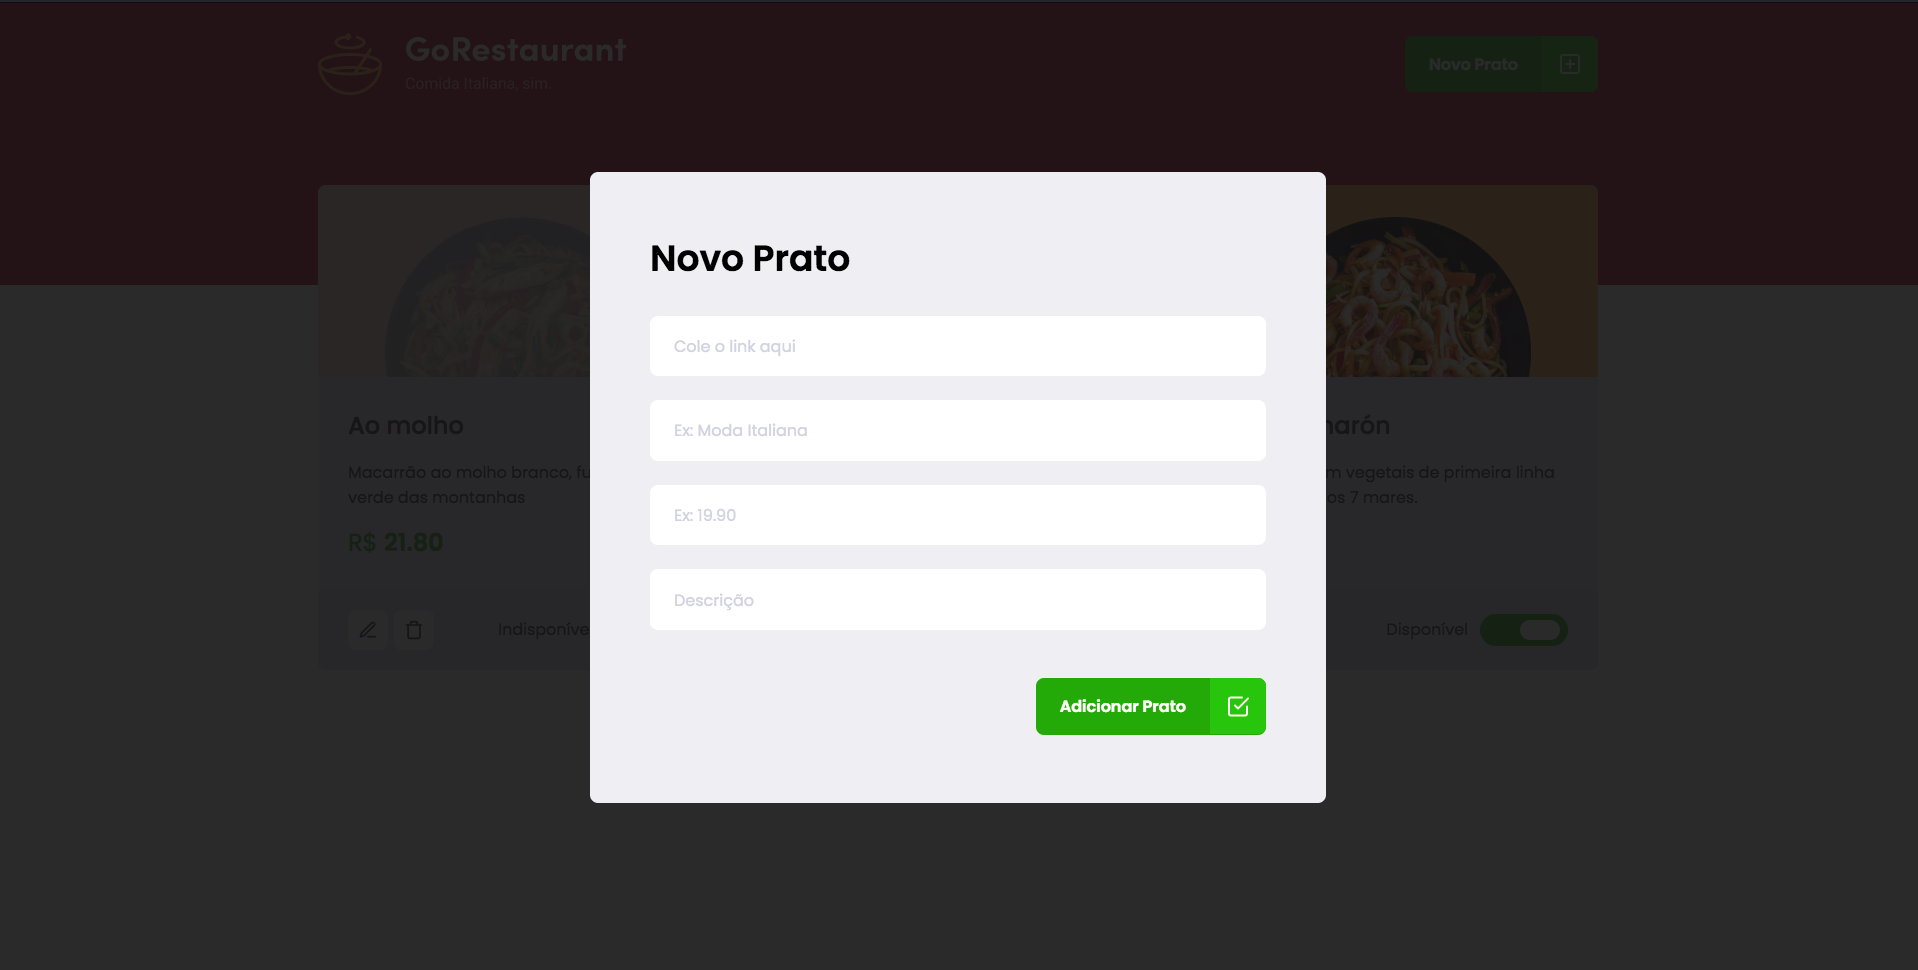 GoRestaurant
Comida Italiana, sim.
Novo Prato
Novo Prato
Cole o link aqui
Ex: Moda Italiana
Ex: 19.90
Descrição
Adicionar Prato
Ao molho
Macarrão ao molho branco, fu
verde das montanhas
R$ 21.80
Indisponíve
arón
m vegetais de primeira linha
os 7 mares.
Disponível